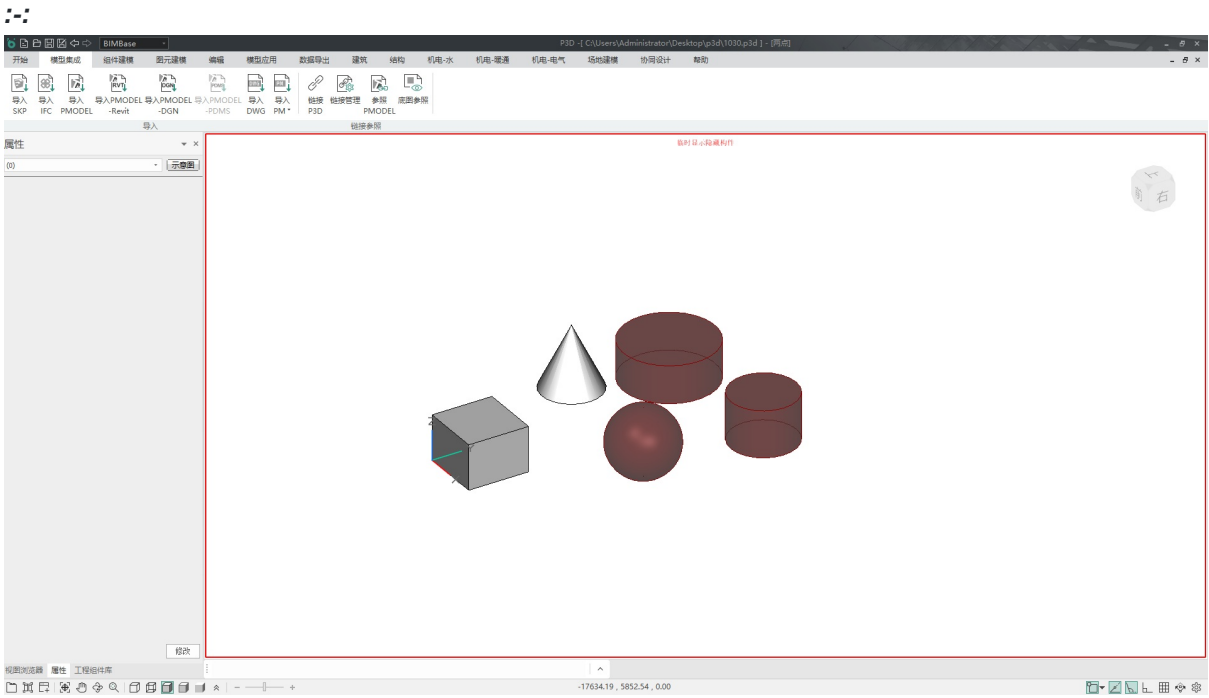 :-:
BIMBase
P3D -[ C:\Users\Administrator\Desktop\p3d\1030.p3d ] - [两点]
开始 模型集成 组件建模 图元建模 编辑 模型应用 数据导出 建筑 结构 机电-水 机电-暖通 机电-电气 场地建模 协同设计 帮助
导入 导入 导入 导入PMODEL 导入PMODEL 导入PMODEL 导入 导入 链接 链接管理 参照 底图参照
SKP IFC PMODEL -Revit -DGN -PDMS DWG PM* P3D PMODEL
导入 链接参照
属性
临时显示隐藏构件
(0) 示意图
上
前 右
Z
Y
X
修改
视图浏览器 属性 工程组件库
-17634.19 , 5852.54 , 0.00